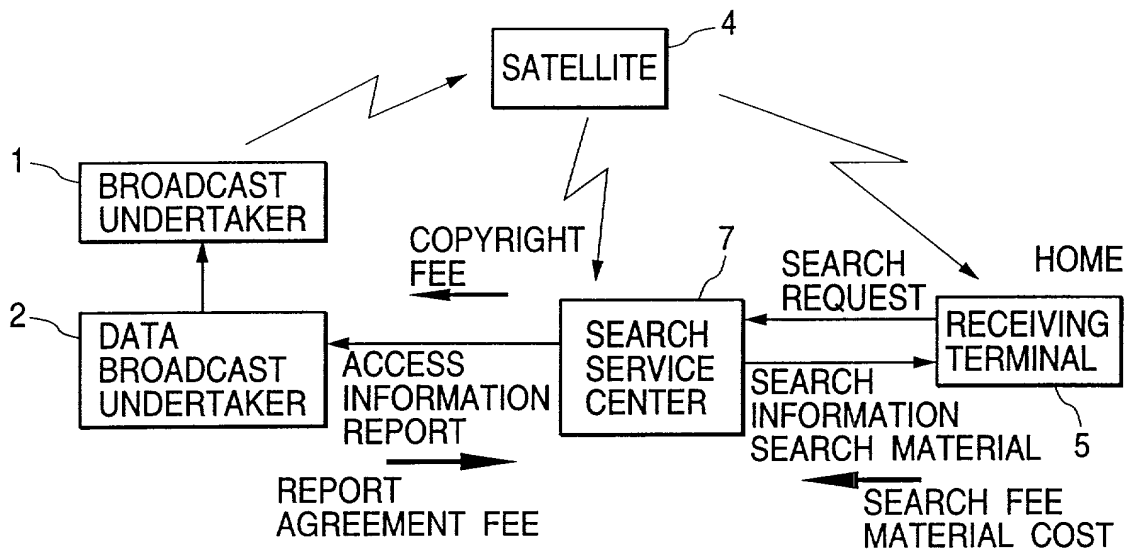 4
SATELLITE
1
BROADCAST
UNDERTAKER
COPYRIGHT
FEE
7
SEARCH
REQUEST
HOME
2
DATA
BROADCAST
UNDERTAKER
ACCESS
INFORMATION
REPORT
SEARCH
SERVICE
CENTER
RECEIVING
TERMINAL
SEARCH
INFORMATION
SEARCH MATERIAL
5
REPORT
AGREEMENT FEE
SEARCH FEE
MATERIAL COST